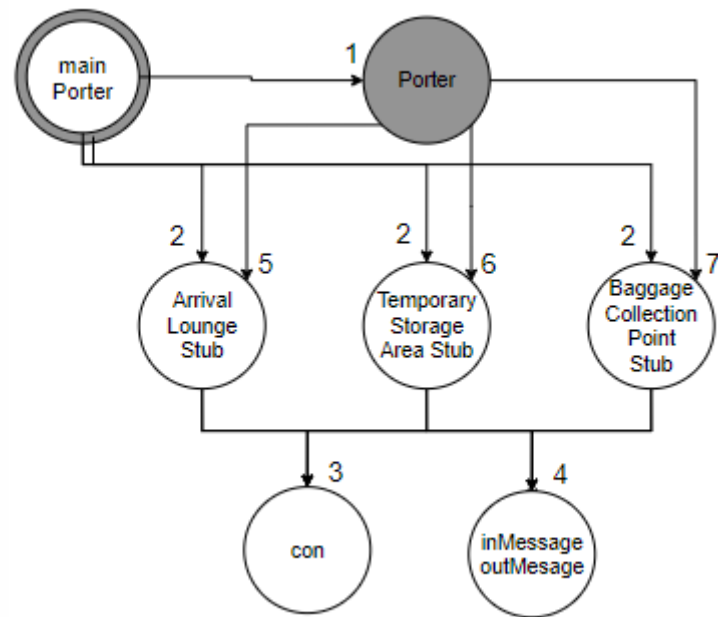 main
Porter
1
Porter
2
5
2
6
2
7
Arrival
Lounge
Stub
Temporary
Storage
Area Stub
Baggage
Collection
Point
Stub
3
4
con
inMessage
outMesage